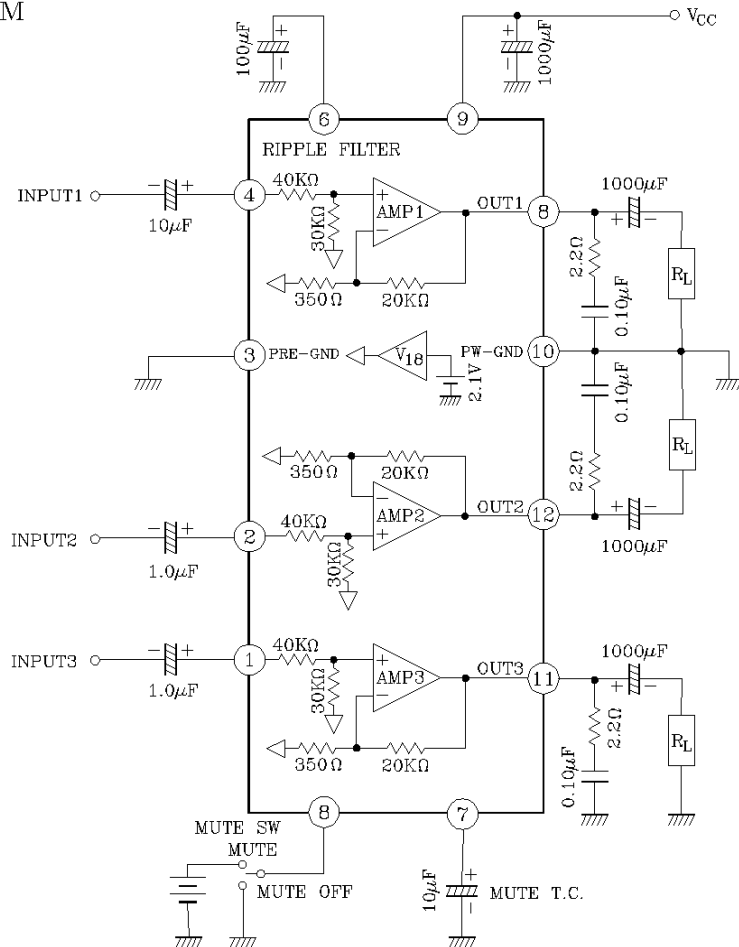 M
100µF
+
−
1000µF
+
−
VCC
6
9
RIPPLE FILTER
INPUT1
−
+
10µF
4
40KΩ
30KΩ
+
AMP1
−
OUT1
8
1000µF
+
−
350Ω
20KΩ
2.2Ω
0.10µF
RL
3
PRE-GND
V18
2.1V
PW-GND
10
0.10µF
2.2Ω
RL
350Ω
20KΩ
INPUT2
−
+
1.0µF
2
40KΩ
30KΩ
−
AMP2
+
OUT2
12
+
−
1000µF
INPUT3
−
+
1.0µF
1
40KΩ
30KΩ
+
AMP3
−
OUT3
11
1000µF
+
−
350Ω
20KΩ
2.2Ω
0.10µF
RL
8
7
MUTE SW
MUTE
MUTE OFF
10µF
+
−
MUTE T.C.